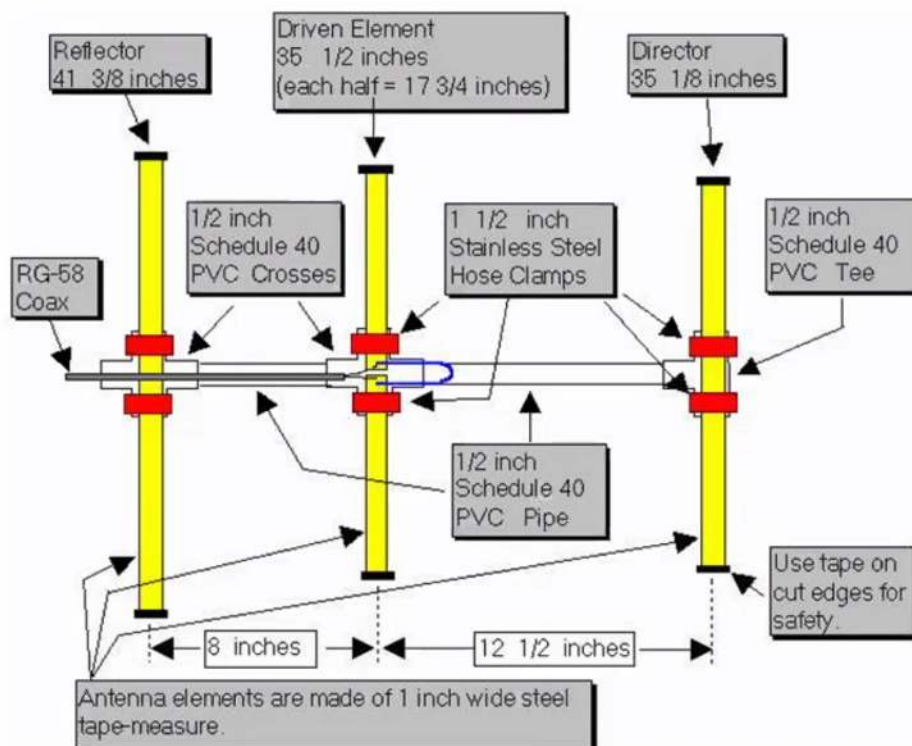 Reflector
41 3/8 inches
Driven Element
35 1/2 inches
(each half = 17 3/4 inches)
Director
35 1/8 inches
RG-58
Coax
1/2 inch
Schedule 40
PVC Crosses
1 1/2 inch
Stainless Steel
Hose Clamps
1/2 inch
Schedule 40
PVC Tee
1/2 inch
Schedule 40
PVC Pipe
Use tape on
cut edges for
safety.
8 inches
12 1/2 inches
Antenna elements are made of 1 inch wide steel
tape-measure.